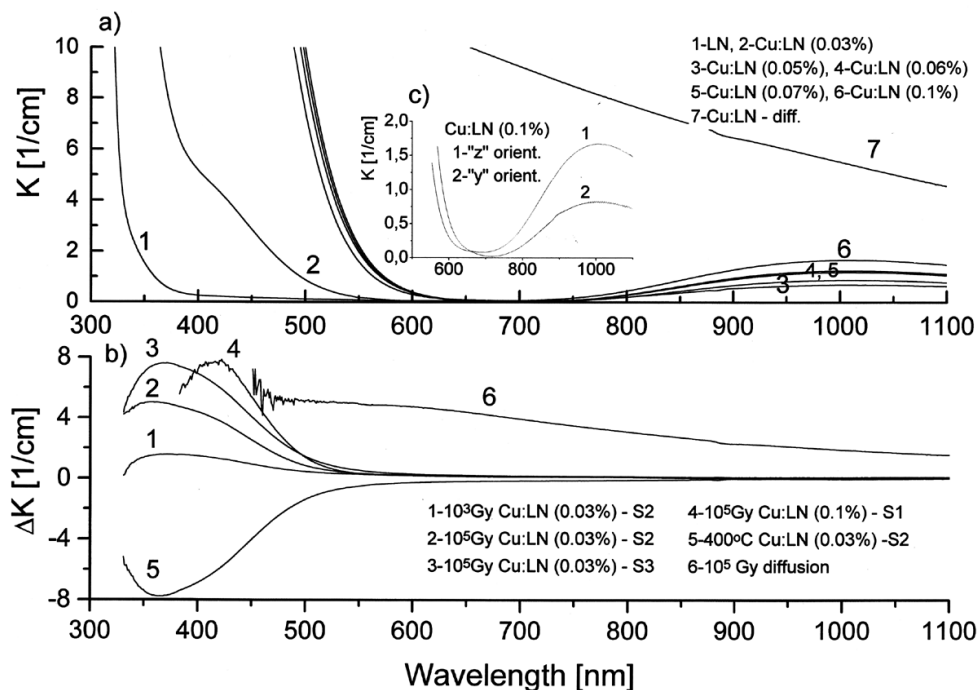 a)
10
8
6
4
2
0
K [1/cm]
1-LN, 2-Cu:LN (0.03%)
3-Cu:LN (0.05%), 4-Cu:LN (0.06%)
5-Cu:LN (0.07%), 6-Cu:LN (0.1%)
7-Cu:LN - diff.
1
2
7
6
4, 5
3
c)
2,0
1,5
1,0
0,5
0,0
K [1/cm]
Cu:LN (0.1%)
1-"z" orient.
2-"y" orient.
1
2
600 800 1000
300 400 500 600 700 800 900 1000 1100
b)
8
4
0
-4
-8
ΔK [1/cm]
3
4
2
6
1
5
1-10³Gy Cu:LN (0.03%) - S2
2-10⁵Gy Cu:LN (0.03%) - S2
3-10⁵Gy Cu:LN (0.03%) - S3
4-10⁵Gy Cu:LN (0.1%) - S1
5-400ºC Cu:LN (0.03%) -S2
6-10⁵ Gy diffusion
300 400 500 600 700 800 900 1000 1100
Wavelength [nm]